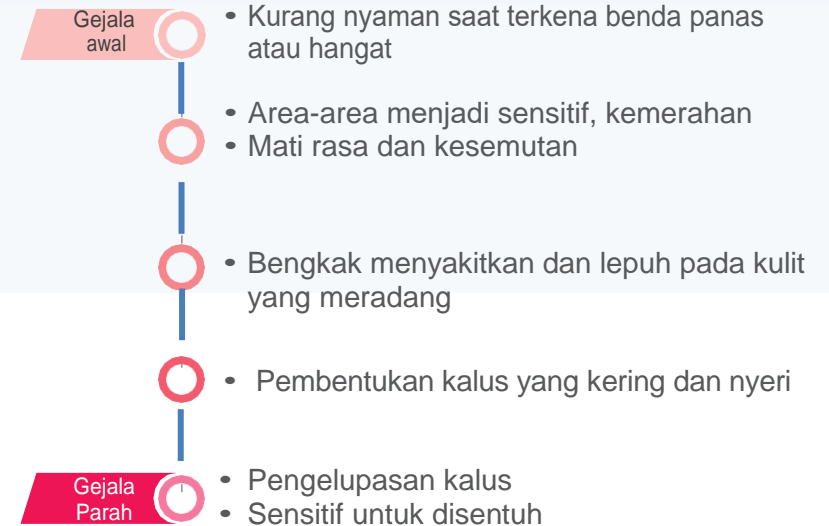 Gejala
awal
• Kurang nyaman saat terkena benda panas
atau hangat
• Area-area menjadi sensitif, kemerahan
• Mati rasa dan kesemutan
• Bengkak menyakitkan dan lepuh pada kulit
yang meradang
• Pembentukan kalus yang kering dan nyeri
Gejala
Parah
• Pengelupasan kalus
• Sensitif untuk disentuh